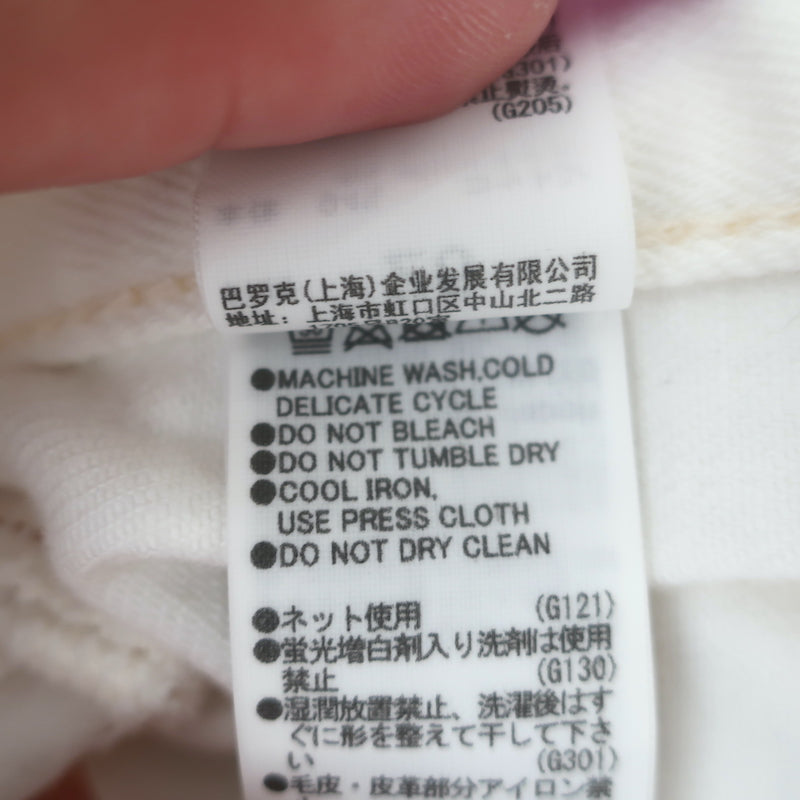 (G301)
熨烫。
(G205)
巴罗克(上海)企业发展有限公司
地址: 上海市虹口区中山北二路
●MACHINE WASH,COLD
DELICATE CYCLE
●DO NOT BLEACH
●DO NOT TUMBLE DRY
●COOL IRON,
USE PRESS CLOTH
●DO NOT DRY CLEAN
●ネット使用 (G121)
●蛍光増白剤入り洗剤は使用
禁止 (G130)
●湿潤放置禁止、洗濯後はす
ぐに形を整えて干して下さ
い (G301)
●毛皮・皮革部分アイロン禁